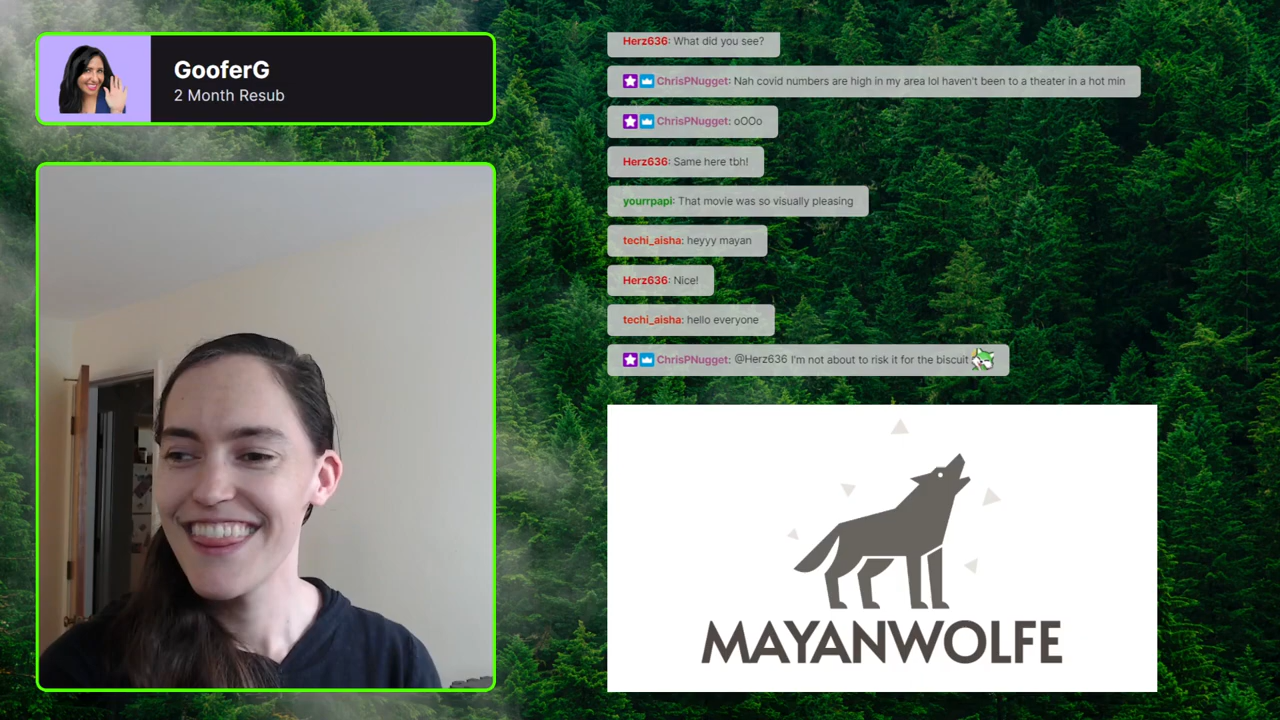 GooferG
2 Month Resub
Herz636: What did you see?
ChrisPNugget: Nah covid numbers are high in my area lol haven't been to a theater in a hot min
ChrisPNugget: oOOo
Herz636: Same here tbh!
yourrpapi: That movie was so visually pleasing
techi_aisha: heyyy mayan
Herz636: Nice!
techi_aisha: hello everyone
ChrisPNugget: @Herz636 I'm not about to risk it for the biscuit
MAYANWOLFE